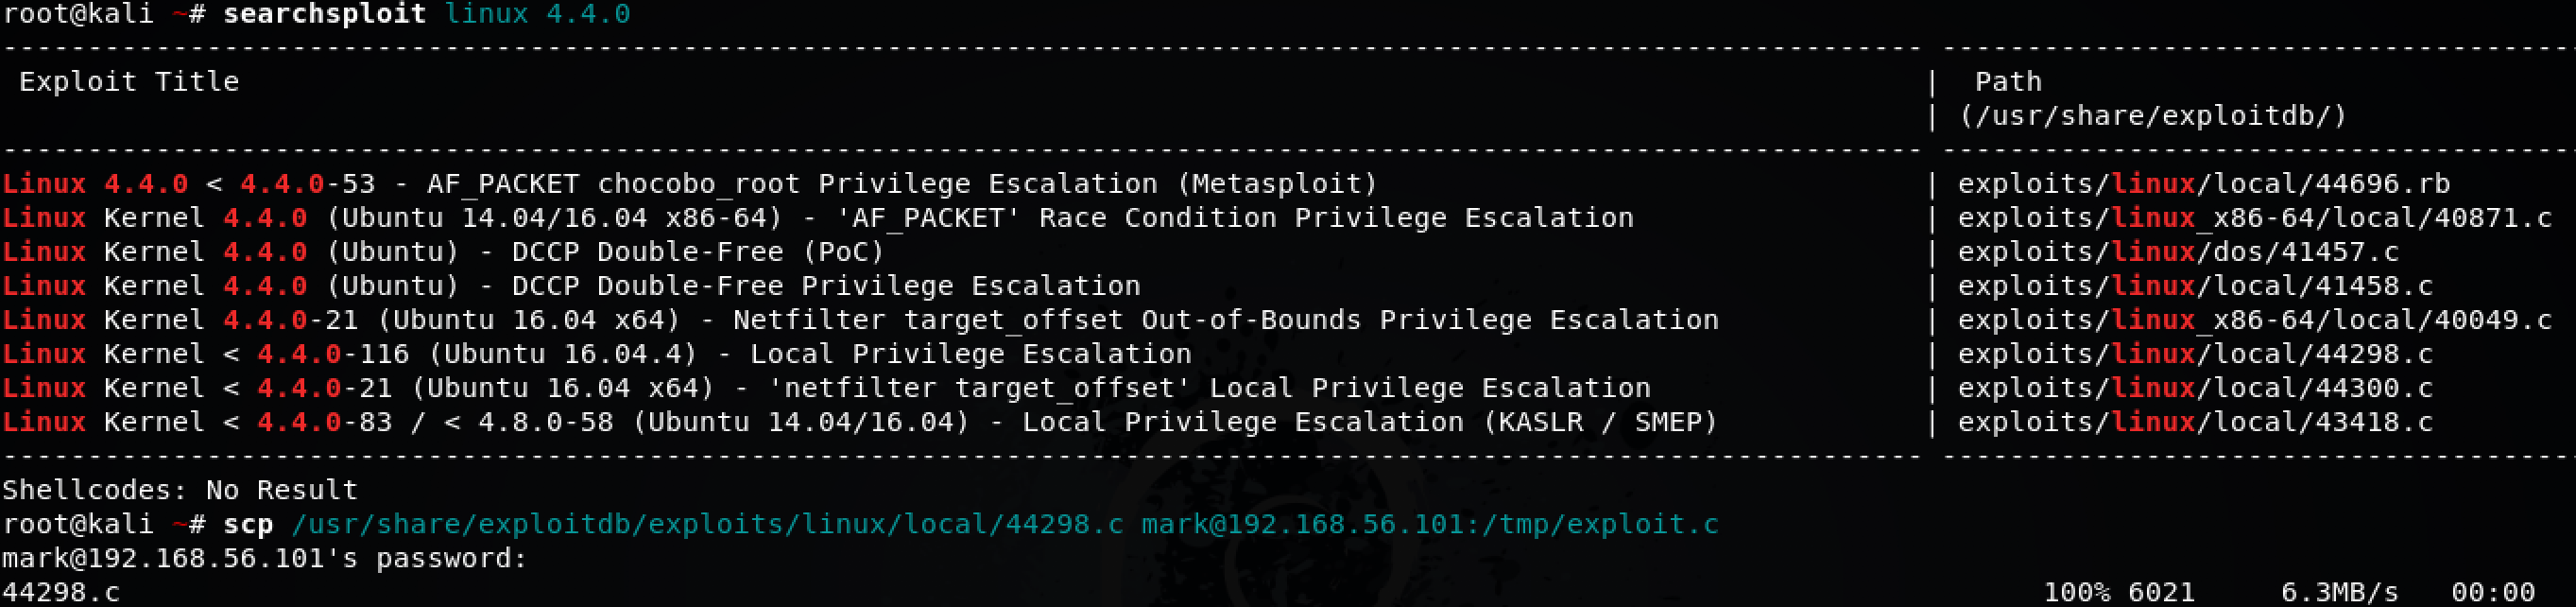 root@kali ~# searchsploit linux 4.4.0
--------------------------------------------------------------------------------------------------------------- -------------------------------------
 Exploit Title | Path
 | (/usr/share/exploitdb/)
--------------------------------------------------------------------------------------------------------------- -------------------------------------
Linux 4.4.0 < 4.4.0-53 - AF_PACKET chocobo_root Privilege Escalation (Metasploit) | exploits/linux/local/44696.rb
Linux Kernel 4.4.0 (Ubuntu 14.04/16.04 x86-64) - 'AF_PACKET' Race Condition Privilege Escalation | exploits/linux_x86-64/local/40871.c
Linux Kernel 4.4.0 (Ubuntu) - DCCP Double-Free (PoC) | exploits/linux/dos/41457.c
Linux Kernel 4.4.0 (Ubuntu) - DCCP Double-Free Privilege Escalation | exploits/linux/local/41458.c
Linux Kernel 4.4.0-21 (Ubuntu 16.04 x64) - Netfilter target_offset Out-of-Bounds Privilege Escalation | exploits/linux_x86-64/local/40049.c
Linux Kernel < 4.4.0-116 (Ubuntu 16.04.4) - Local Privilege Escalation | exploits/linux/local/44298.c
Linux Kernel < 4.4.0-21 (Ubuntu 16.04 x64) - 'netfilter target_offset' Local Privilege Escalation | exploits/linux/local/44300.c
Linux Kernel < 4.4.0-83 / < 4.8.0-58 (Ubuntu 14.04/16.04) - Local Privilege Escalation (KASLR / SMEP) | exploits/linux/local/43418.c
--------------------------------------------------------------------------------------------------------------- -------------------------------------
Shellcodes: No Result
root@kali ~# scp /usr/share/exploitdb/exploits/linux/local/44298.c mark@192.168.56.101:/tmp/exploit.c
mark@192.168.56.101's password:
44298.c 100% 6021 6.3MB/s 00:00